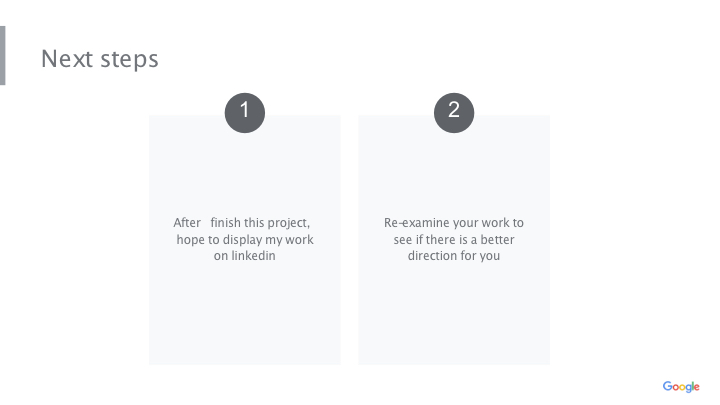 Next steps
1
After finish this project,
hope to display my work
on linkedin
2
Re-examine your work to
see if there is a better
direction for you
Google